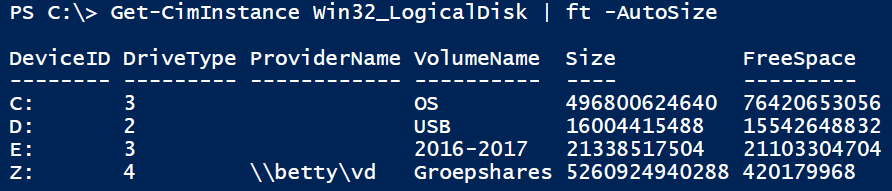 PS C:\> Get-CimInstance Win32_LogicalDisk | ft -AutoSize
DeviceID DriveType ProviderName VolumeName Size FreeSpace
-------- --------- ------------ ---------- ---- ---------
C: 3 OS 496800624640 76420653056
D: 2 USB 16004415488 15542648832
E: 3 2016-2017 21338517504 21103304704
Z: 4 \\betty\vd Groepshares 5260924940288 420179968